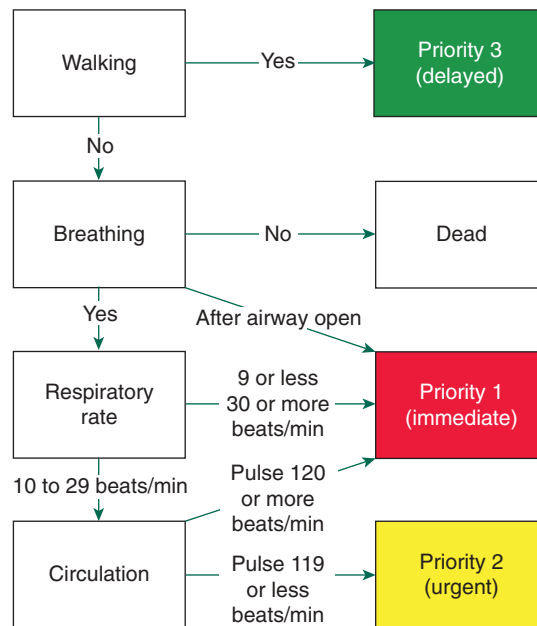 Walking
Yes
Priority 3
(delayed)
No
Breathing
No
Dead
Yes
After airway open
Respiratory
rate
9 or less
30 or more
beats/min
Priority 1
(immediate)
10 to 29 beats/min
Pulse 120
or more
beats/min
Circulation
Pulse 119
or less
beats/min
Priority 2
(urgent)